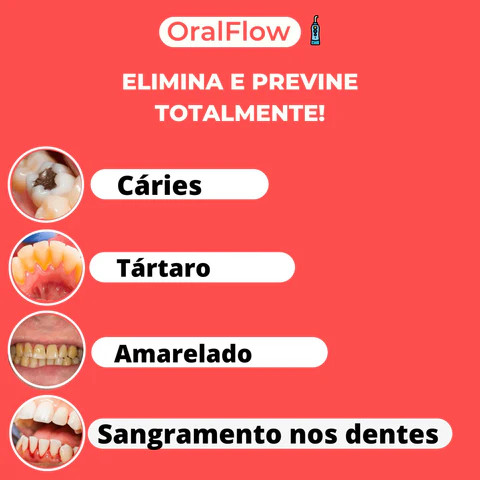 OralFlow
ELIMINA E PREVINE
TOTALMENTE!
Cáries
Tártaro
Amarelado
Sangramento nos dentes